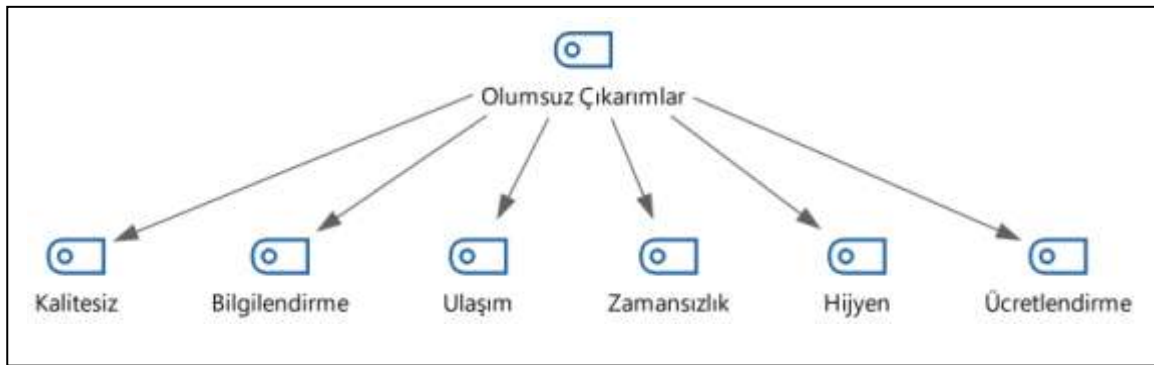 Olumsuz Çıkarımlar
Kalitesiz Bilgilendirme Ulaşım Zamansızlık Hijyen Ücretlendirme